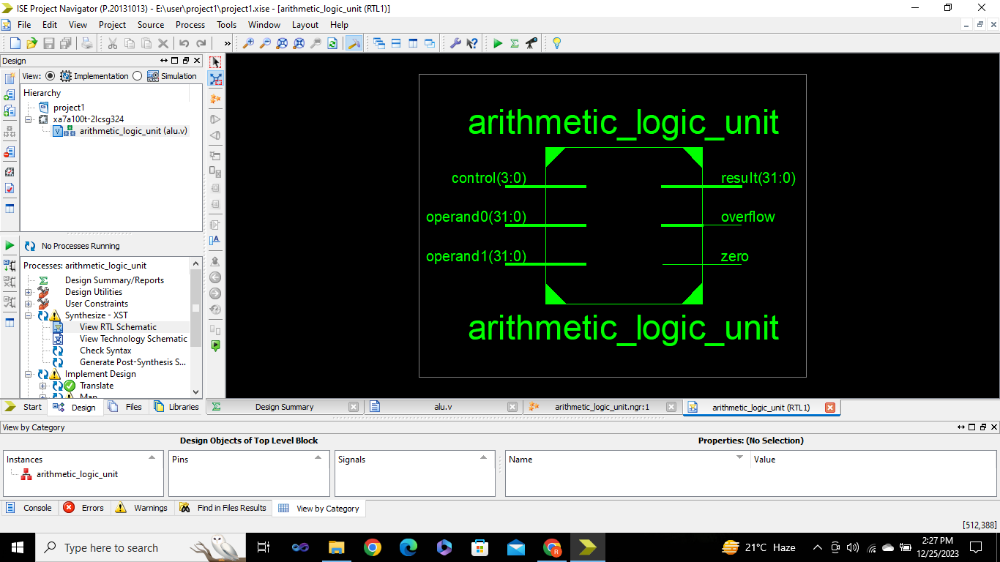 ISE Project Navigator (P.20131013) - E:\user\project1\project1.xise - [arithmetic_logic_unit (RTL1)]
File Edit View Project Source Process Tools Window Layout Help
»
Design
View: Implementation Simulation
Hierarchy
project1
xa7a100t-2lcsg324
arithmetic_logic_unit (alu.v)
No Processes Running
Processes: arithmetic_logic_unit
Design Summary/Reports
Design Utilities
User Constraints
Synthesize - XST
View RTL Schematic
View Technology Schematic
Check Syntax
Generate Post-Synthesis S...
Implement Design
Translate
Map
Start Design Files Libraries
arithmetic_logic_unit
control(3:0) result(31:0)
operand0(31:0) overflow
operand1(31:0) zero
arithmetic_logic_unit
Design Summary alu.v arithmetic_logic_unit.ngr:1 arithmetic_logic_unit (RTL1)
View by Category
Design Objects of Top Level Block Properties: (No Selection)
Instances Pins Signals Name Value
arithmetic_logic_unit
Console Errors Warnings Find in Files Results View by Category
[512,388]
Type here to search
21°C Haze
2:27 PM
12/25/2023